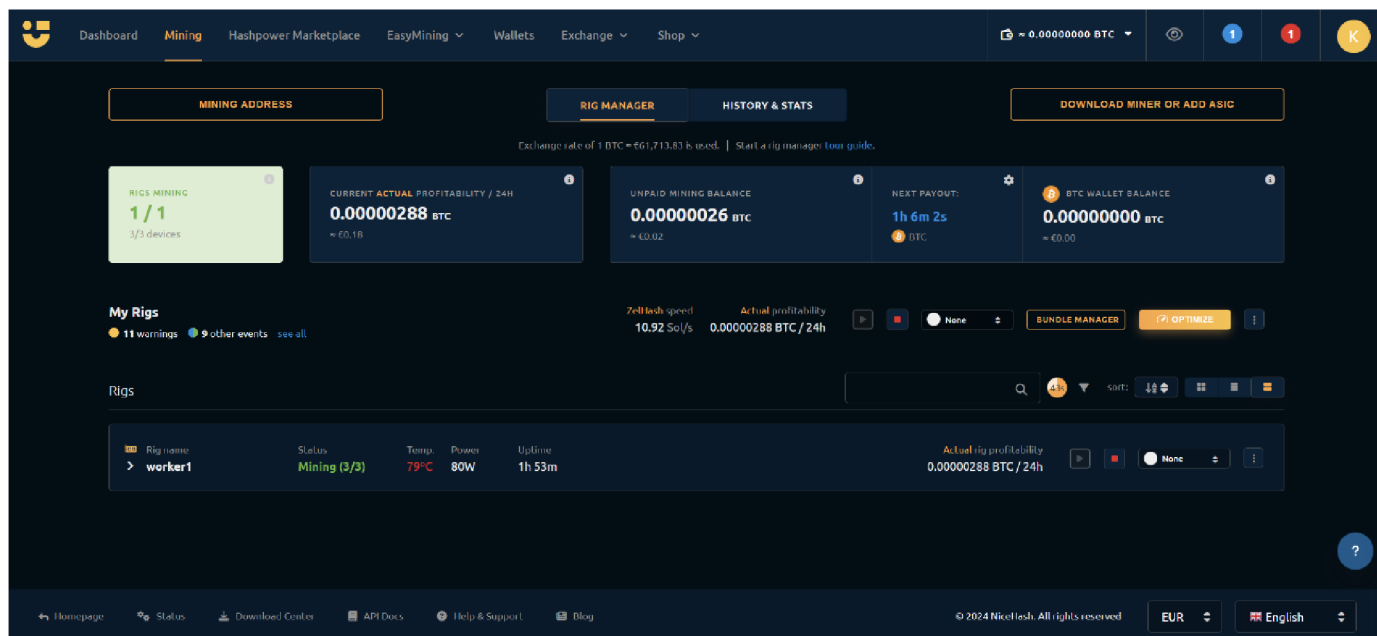 Dashboard Mining Hashpower Marketplace EasyMining Wallets Exchange Shop ≈ 0.00000000 BTC 1 1 K
MINING ADDRESS RIG MANAGER HISTORY & STATS DOWNLOAD MINER OR ADD ASIC
Exchange rate of 1 BTC = €61,713.83 is used. | Start a rig manager tour guide.
RIGS MINING
1 / 1
3/3 devices
CURRENT ACTUAL PROFITABILITY / 24H
0.00000288 BTC
≈ €0.18
UNPAID MINING BALANCE
0.00000026 BTC
≈ €0.02
NEXT PAYOUT:
1h 6m 2s
BTC
BTC WALLET BALANCE
0.00000000 BTC
≈ €0.00
My Rigs
11 warnings 9 other events see all
ZelHash speed
10.92 Sol/s
Actual profitability
0.00000288 BTC / 24h
None BUNDLE MANAGER OPTIMIZE
Rigs
sort:
Rig name Status Temp. Power Uptime Actual rig profitability
worker1 Mining (3/3) 79°C 80W 1h 53m 0.00000288 BTC / 24h None
?
Homepage Status Download Center API Docs Help & Support Blog © 2024 NiceHash. All rights reserved EUR English